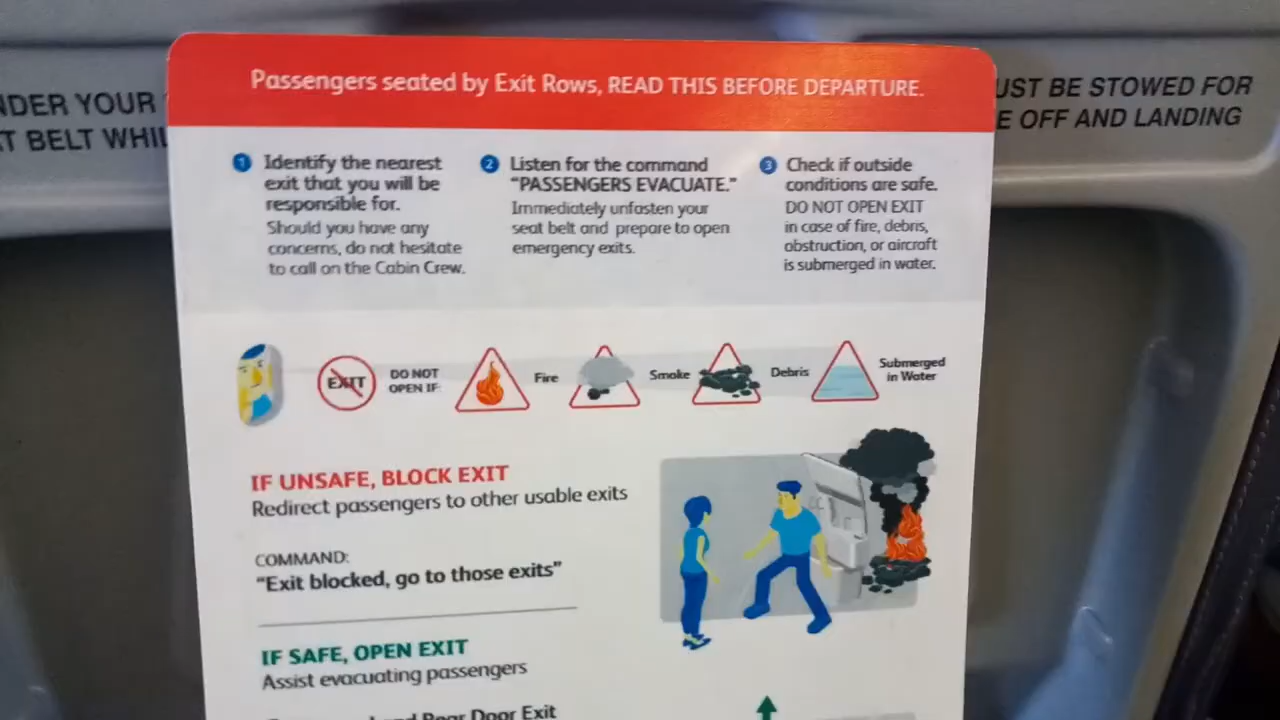 Passengers seated by Exit Rows, READ THIS BEFORE DEPARTURE.
NDER YOUR
T BELT WHIL
UST BE STOWED FOR
E OFF AND LANDING
1 Identify the nearest
exit that you will be
responsible for.
Should you have any
concerns, do not hesitate
to call on the Cabin Crew.
2 Listen for the command
“PASSENGERS EVACUATE.”
Immediately unfasten your
seat belt and prepare to open
emergency exits.
3 Check if outside
conditions are safe.
DO NOT OPEN EXIT
in case of fire, debris,
obstruction, or aircraft
is submerged in water.
EXIT
DO NOT
OPEN IF:
Fire
Smoke
Debris
Submerged
in Water
IF UNSAFE, BLOCK EXIT
Redirect passengers to other usable exits
COMMAND:
“Exit blocked, go to those exits”
IF SAFE, OPEN EXIT
Assist evacuating passengers
and Rear Door Exit